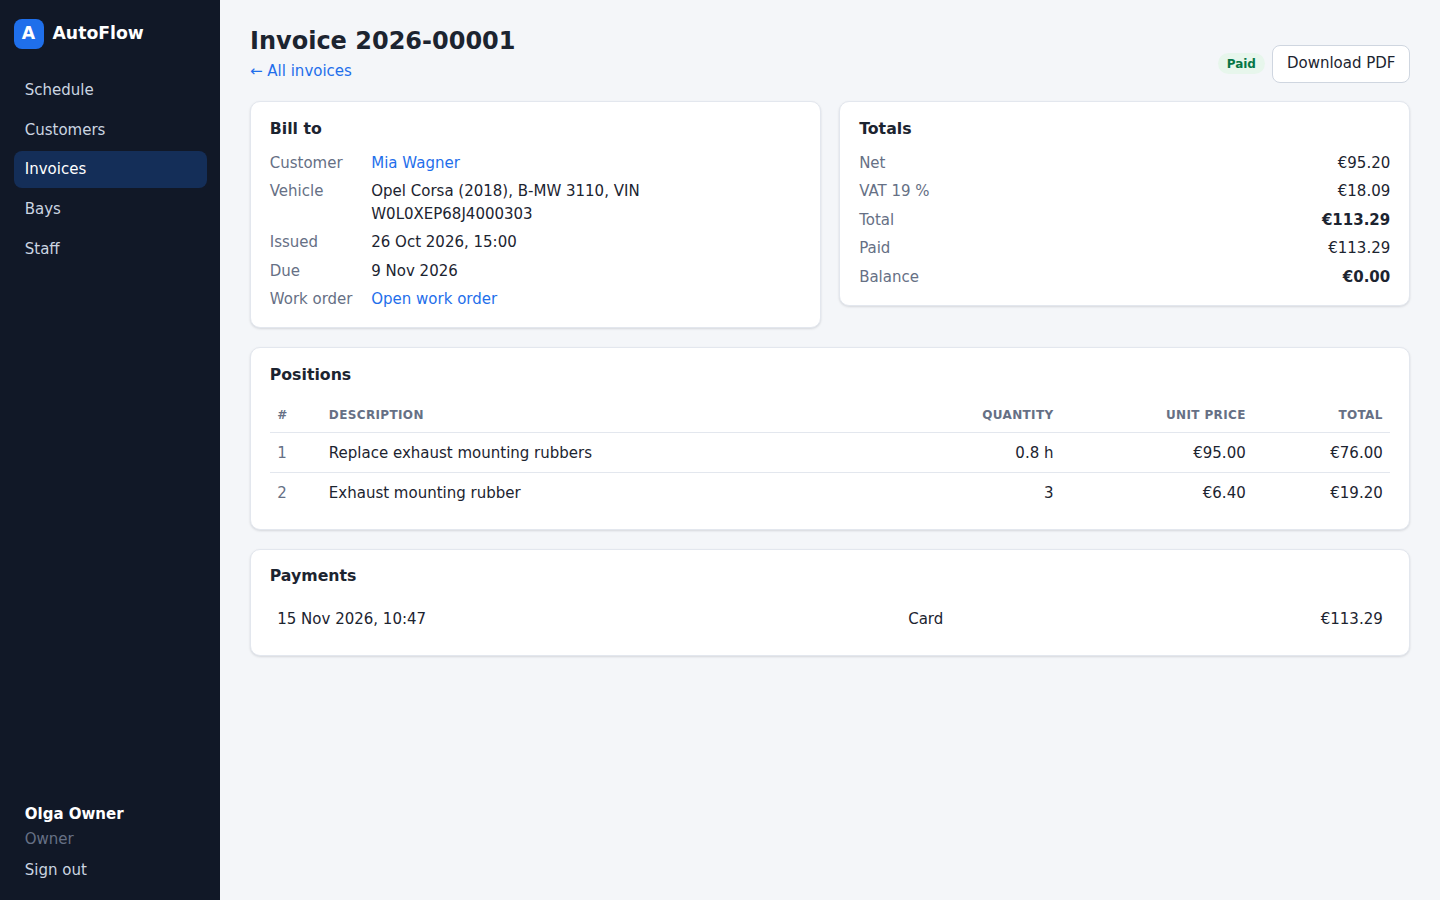 A AutoFlow
Schedule
Customers
Invoices
Bays
Staff
Olga Owner
Owner
Sign out
Invoice 2026-00001
← All invoices
Paid
Download PDF
Bill to
Customer Mia Wagner
Vehicle Opel Corsa (2018), B-MW 3110, VIN
W0L0XEP68J4000303
Issued 26 Oct 2026, 15:00
Due 9 Nov 2026
Work order Open work order
Totals
Net €95.20
VAT 19 % €18.09
Total €113.29
Paid €113.29
Balance €0.00
Positions
# DESCRIPTION QUANTITY UNIT PRICE TOTAL
1 Replace exhaust mounting rubbers 0.8 h €95.00 €76.00
2 Exhaust mounting rubber 3 €6.40 €19.20
Payments
15 Nov 2026, 10:47 Card €113.29